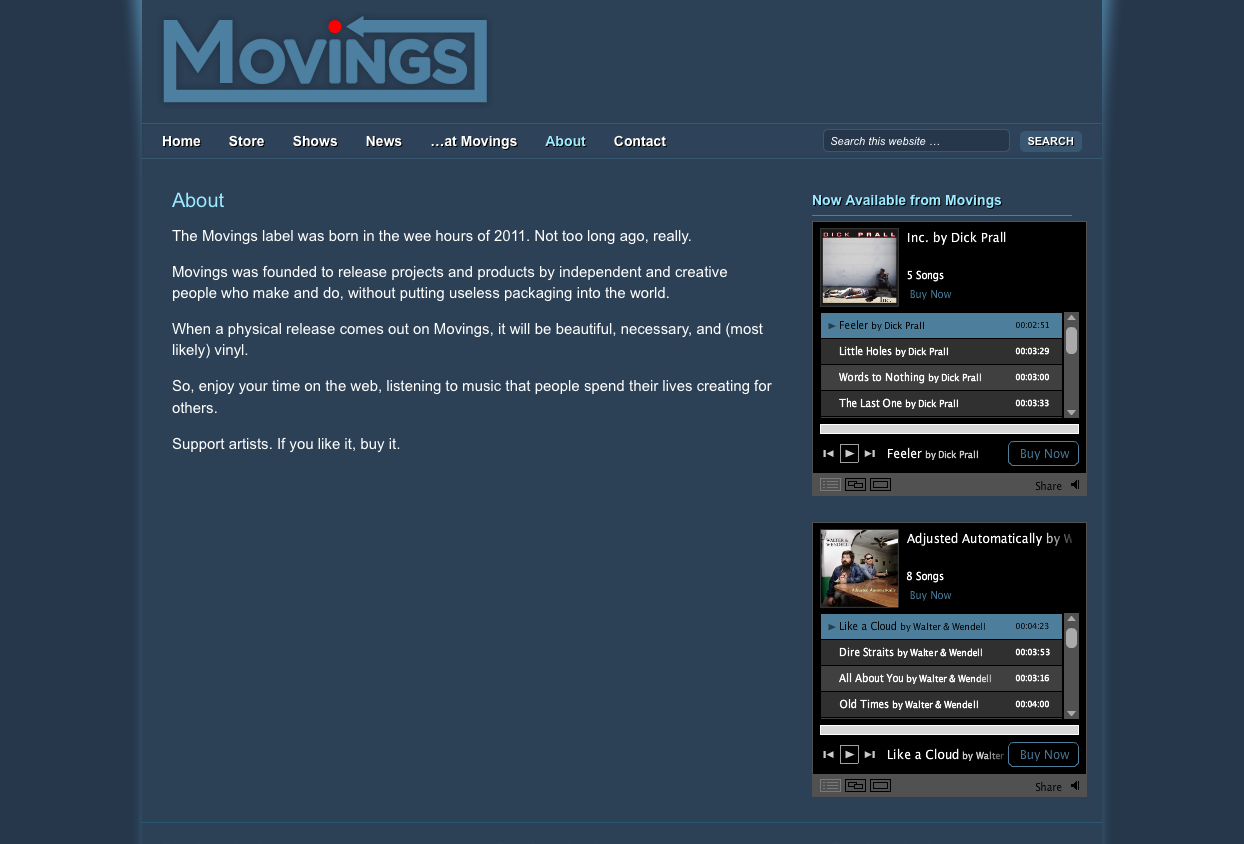 MOVINGS
Home Store Shows News …at Movings About Contact
Search this website …
SEARCH
About
The Movings label was born in the wee hours of 2011. Not too long ago, really.
Movings was founded to release projects and products by independent and creative
people who make and do, without putting useless packaging into the world.
When a physical release comes out on Movings, it will be beautiful, necessary, and (most
likely) vinyl.
So, enjoy your time on the web, listening to music that people spend their lives creating for
others.
Support artists. If you like it, buy it.
Now Available from Movings
DICK PRALL
INC.
Inc. by Dick Prall
5 Songs
Buy Now
Feeler by Dick Prall 00:02:51
Little Holes by Dick Prall 00:03:29
Words to Nothing by Dick Prall 00:03:00
The Last One by Dick Prall 00:03:33
Feeler by Dick Prall
Buy Now
Share
WALTER &
WENDELL
Adjusted Automatically
Adjusted Automatically by W
8 Songs
Buy Now
Like a Cloud by Walter & Wendell 00:04:23
Dire Straits by Walter & Wendell 00:03:53
All About You by Walter & Wendell 00:03:16
Old Times by Walter & Wendell 00:04:00
Like a Cloud by Walter
Buy Now
Share